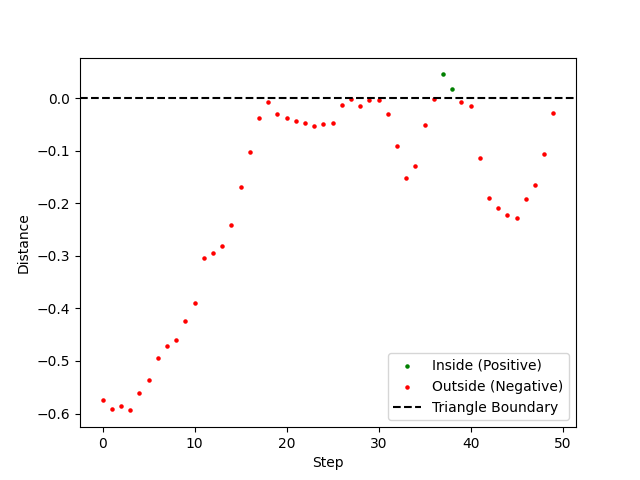 0.0
−0.1
−0.2
−0.3
−0.4
−0.5
−0.6
Distance
0 10 20 30 40 50
Step
Inside (Positive)
Outside (Negative)
Triangle Boundary